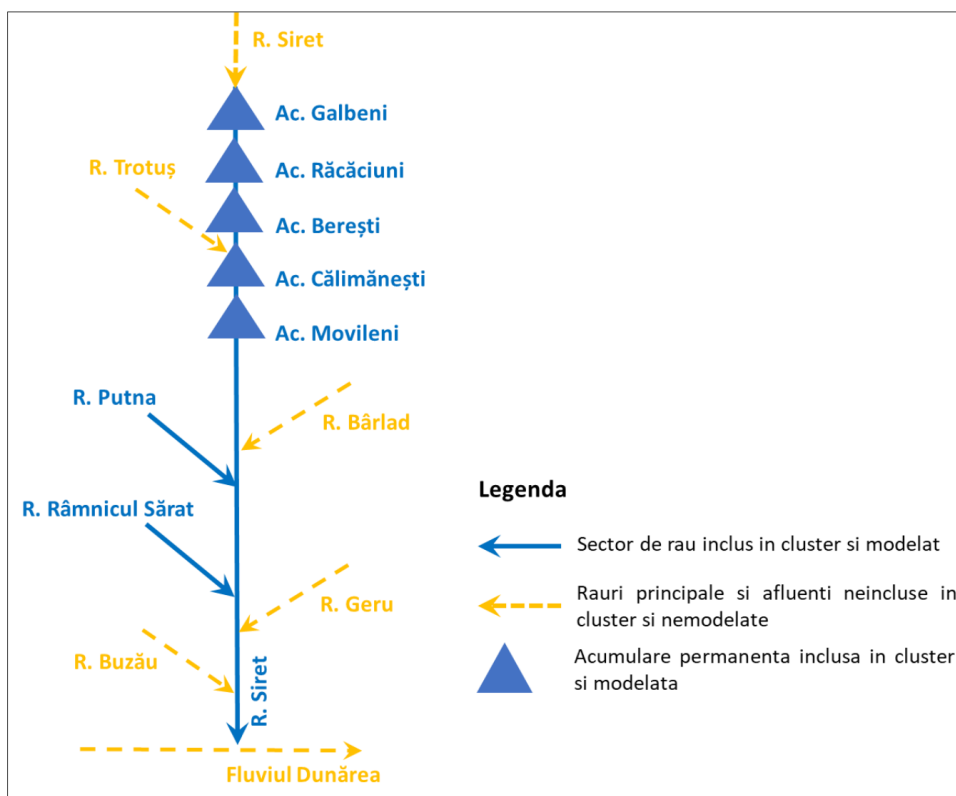 R. Siret
Ac. Galbeni
R. Trotuș
Ac. Răcăciuni
Ac. Berești
Ac. Călimănești
Ac. Movileni
R. Putna
R. Bârlad
R. Râmnicul Sărat
R. Geru
R. Buzău
R. Siret
Fluviul Dunărea
Legenda
Sector de rau inclus in cluster si modelat
Rauri principale si afluenti neincluse in
cluster si nemodelate
Acumulare permanenta inclusa in cluster
si modelata